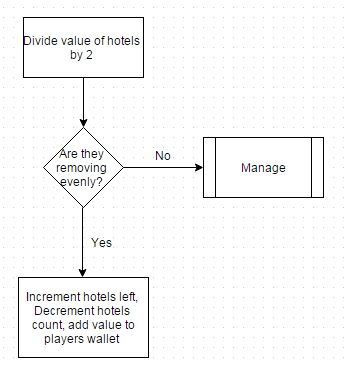 Divide value of hotels
by 2
Are they
removing
evenly?
No
Manage
Yes
Increment hotels left,
Decrement hotels
count, add value to
players wallet